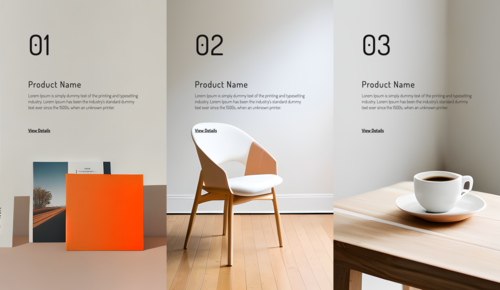 01
Product Name
Lorem Ipsum is simply dummy text of the printing and typesetting
industry. Lorem Ipsum has been the industry's standard dummy
text ever since the 1500s, when an unknown printer.
View Details
02
Product Name
Lorem Ipsum is simply dummy text of the printing and typesetting
industry. Lorem Ipsum has been the industry's standard dummy
text ever since the 1500s, when an unknown printer.
View Details
03
Product Name
Lorem Ipsum is simply dummy text of the printing and typesetting
industry. Lorem Ipsum has been the industry's standard dummy
text ever since the 1500s, when an unknown printer.
View Details